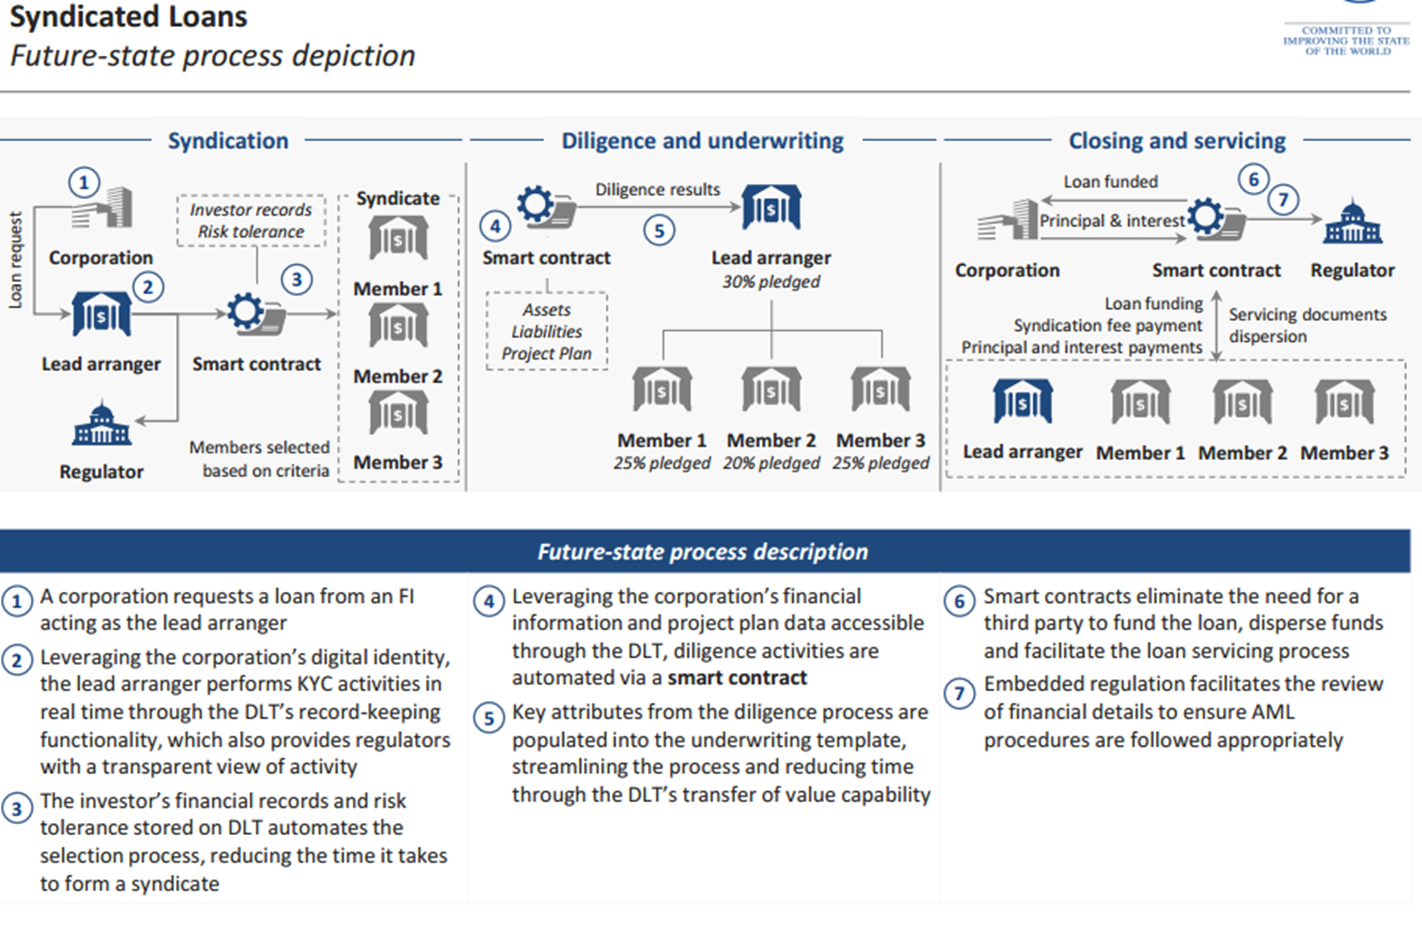 Syndicated Loans
Future-state process depiction
COMMITTED TO
IMPROVING THE STATE
OF THE WORLD
Syndication
1
Loan request
Corporation
Investor records
Risk tolerance
Syndicate
2
3
Lead arranger
Smart contract
Member 1
Member 2
Member 3
Regulator
Members selected
based on criteria
Diligence and underwriting
4
Smart contract
Assets
Liabilities
Project Plan
Diligence results
5
Lead arranger
30% pledged
Member 1
25% pledged
Member 2
20% pledged
Member 3
25% pledged
Closing and servicing
Loan funded
6
7
Principal & interest
Corporation
Smart contract
Regulator
Loan funding
Syndication fee payment
Principal and interest payments
Servicing documents
dispersion
Lead arranger
Member 1
Member 2
Member 3
Future-state process description
1 A corporation requests a loan from an FI
acting as the lead arranger
2 Leveraging the corporation’s digital identity,
the lead arranger performs KYC activities in
real time through the DLT’s record-keeping
functionality, which also provides regulators
with a transparent view of activity
3 The investor’s financial records and risk
tolerance stored on DLT automates the
selection process, reducing the time it takes
to form a syndicate
4 Leveraging the corporation’s financial
information and project plan data accessible
through the DLT, diligence activities are
automated via a smart contract
5 Key attributes from the diligence process are
populated into the underwriting template,
streamlining the process and reducing time
through the DLT’s transfer of value capability
6 Smart contracts eliminate the need for a
third party to fund the loan, disperse funds
and facilitate the loan servicing process
7 Embedded regulation facilitates the review
of financial details to ensure AML
procedures are followed appropriately